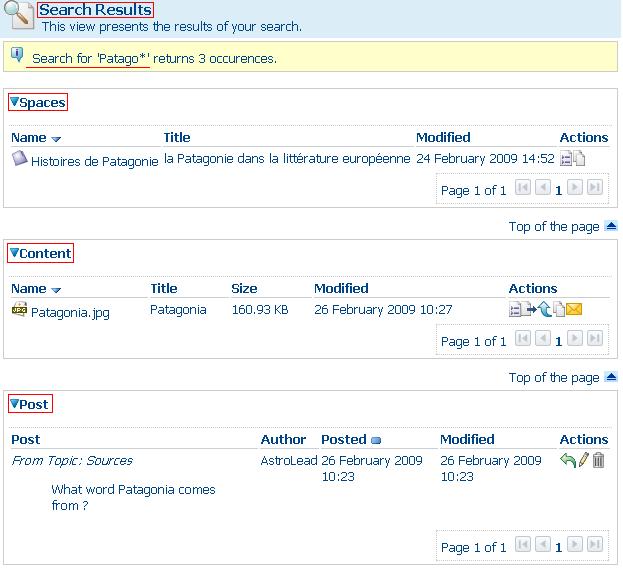 Search Results
This view presents the results of your search.
Search for 'Patago*' returns 3 occurences.
Spaces
Name Title Modified Actions
Histoires de Patagonie la Patagonie dans la littérature européenne 24 February 2009 14:52
Page 1 of 1 1
Top of the page
Content
Name Title Size Modified Actions
JPG Patagonia.jpg Patagonia 160.93 KB 26 February 2009 10:27
Page 1 of 1 1
Top of the page
Post
Post Author Posted Modified Actions
From Topic: Sources AstroLead 26 February 2009 26 February 2009
10:23 10:23
What word Patagonia comes
from ?
Page 1 of 1 1